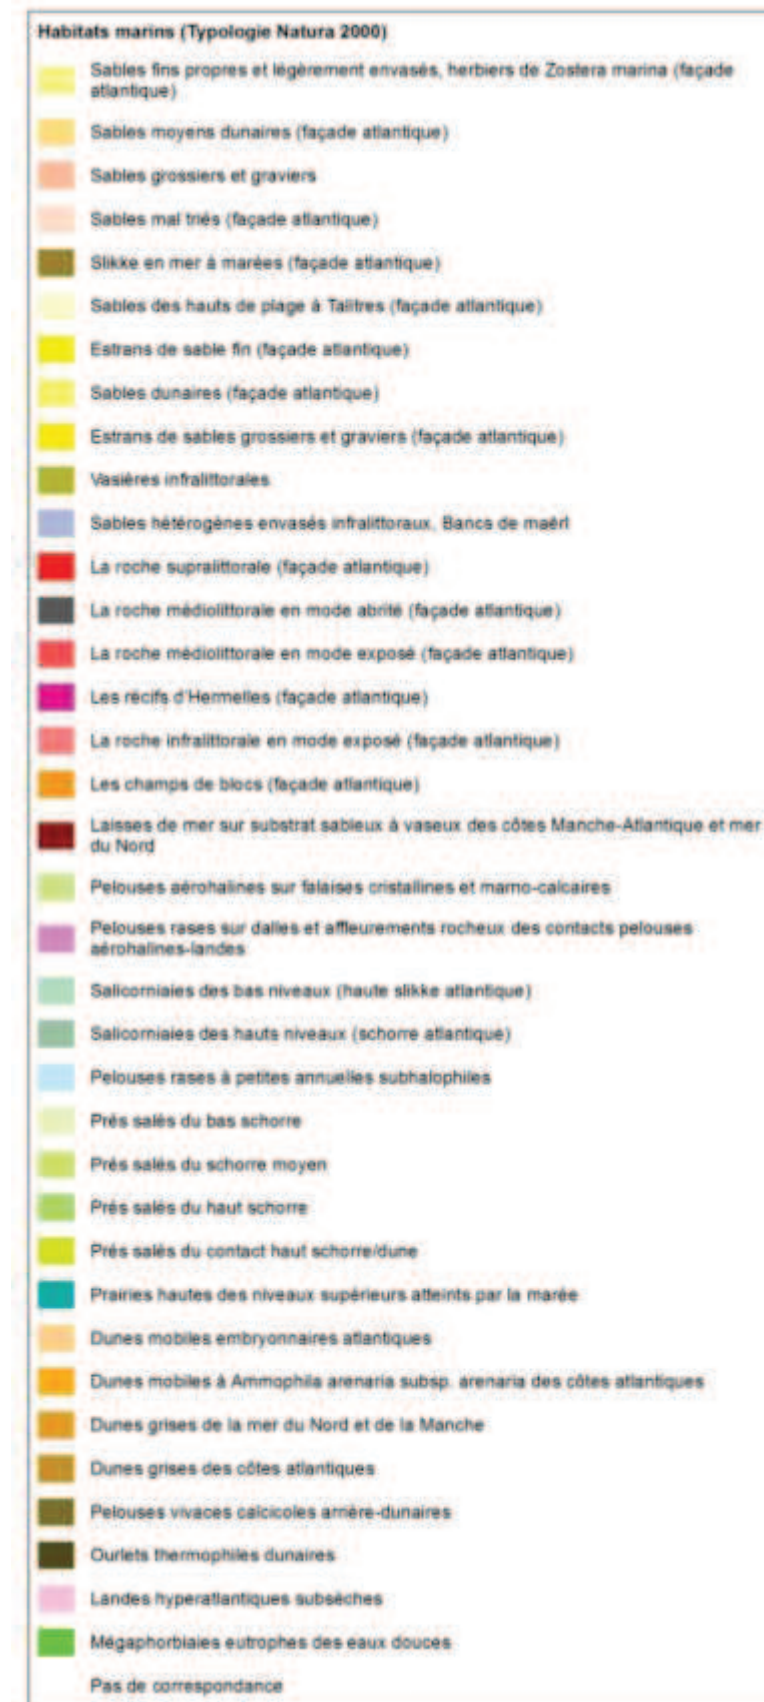 Habitats marins (Typologie Natura 2000)
Sables fins propres et légèrement envasés, herbiers de Zostera marina (façade
atlantique)
Sables moyens dunaires (façade atlantique)
Sables grossiers et graviers
Sables mal triés (façade atlantique)
Slikke en mer à marées (façade atlantique)
Sables des hauts de plage à Talitres (façade atlantique)
Estrans de sable fin (façade atlantique)
Sables dunaires (façade atlantique)
Estrans de sables grossiers et graviers (façade atlantique)
Vasières infralittorales
Sables hétérogènes envasés infralittoraux, Bancs de maërl
La roche supralittorale (façade atlantique)
La roche médiolittorale en mode abrité (façade atlantique)
La roche médiolittorale en mode exposé (façade atlantique)
Les récifs d'Hermelles (façade atlantique)
La roche infralittorale en mode exposé (façade atlantique)
Les champs de blocs (façade atlantique)
Laisses de mer sur substrat sableux à vaseux des côtes Manche-Atlantique et mer
du Nord
Pelouses aérohalines sur falaises cristallines et marno-calcaires
Pelouses rases sur dalles et affleurements rocheux des contacts pelouses
aérohalines-landes
Salicorniaies des bas niveaux (haute slikke atlantique)
Salicorniaies des hauts niveaux (schorre atlantique)
Pelouses rases à petites annuelles subhalophiles
Prés salés du bas schorre
Prés salés du schorre moyen
Prés salés du haut schorre
Prés salés du contact haut schorre/dune
Prairies hautes des niveaux supérieurs atteints par la marée
Dunes mobiles embryonnaires atlantiques
Dunes mobiles à Ammophila arenaria subsp. arenaria des côtes atlantiques
Dunes grises de la mer du Nord et de la Manche
Dunes grises des côtes atlantiques
Pelouses vivaces calcicoles arrière-dunaires
Ourlets thermophiles dunaires
Landes hyperatlantiques subsèches
Mégaphorbiaies eutrophes des eaux douces
Pas de correspondance